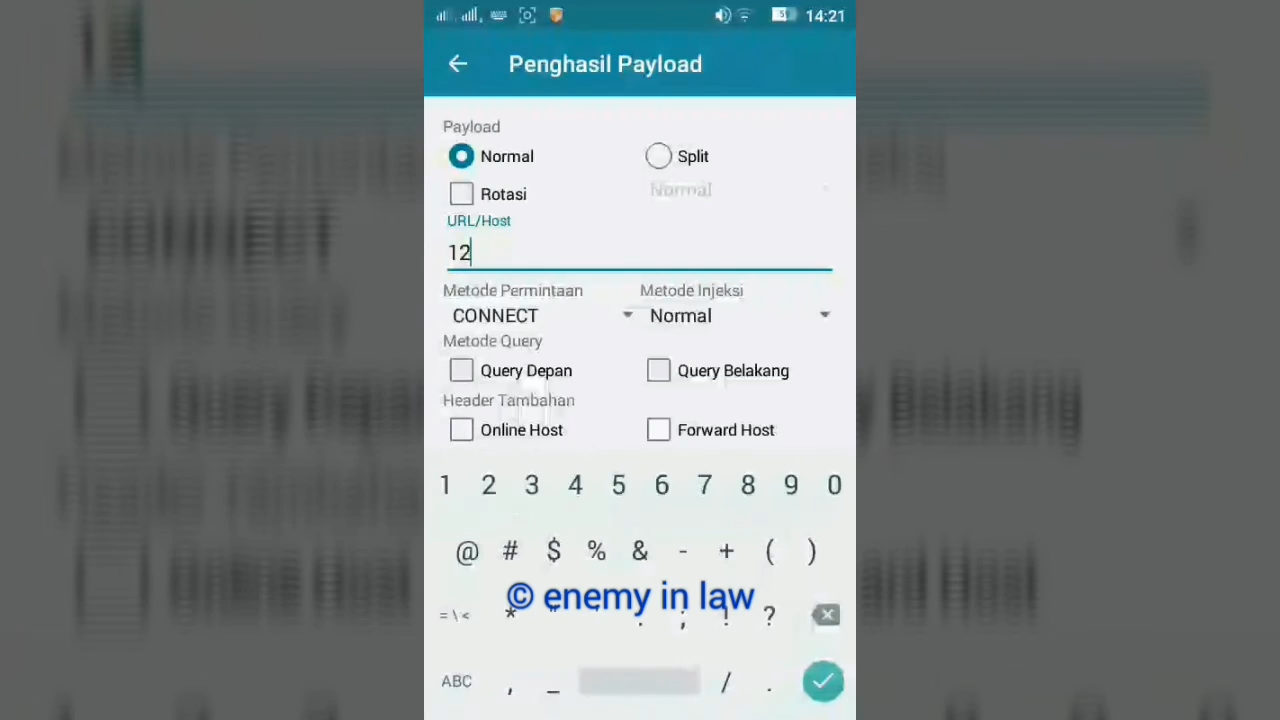 14:21
Penghasil Payload
Payload
Normal Split
Rotasi Normal
URL/Host
12
Metode Permintaan Metode Injeksi
CONNECT Normal
Metode Query
Query Depan Query Belakang
Header Tambahan
Online Host Forward Host
1 2 3 4 5 6 7 8 9 0
@ # $ % & - + ( )
© enemy in law
= \ < * " ' : ; ! ?
ABC , _ / .